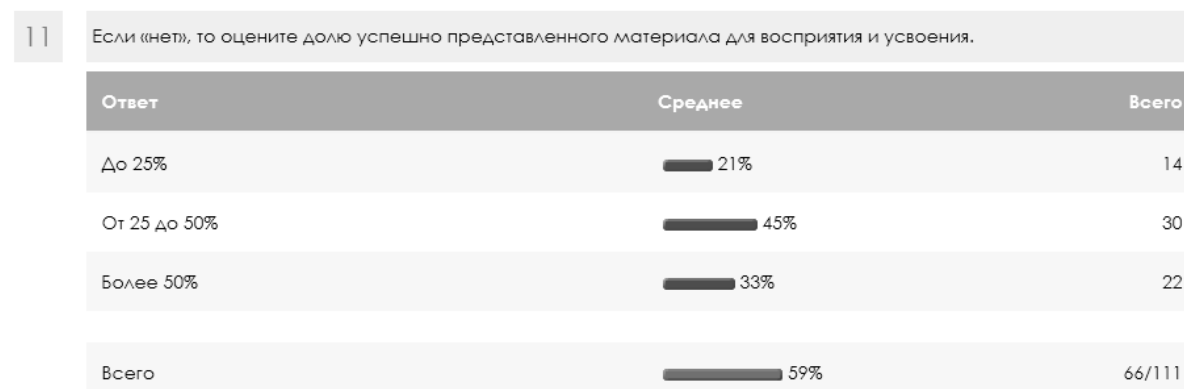 11 Если «нет», то оцените долю успешно представленного материала для восприятия и усвоения.
Ответ Среднее Всего
До 25% 21% 14
От 25 до 50% 45% 30
Более 50% 33% 22
Всего 59% 66/111